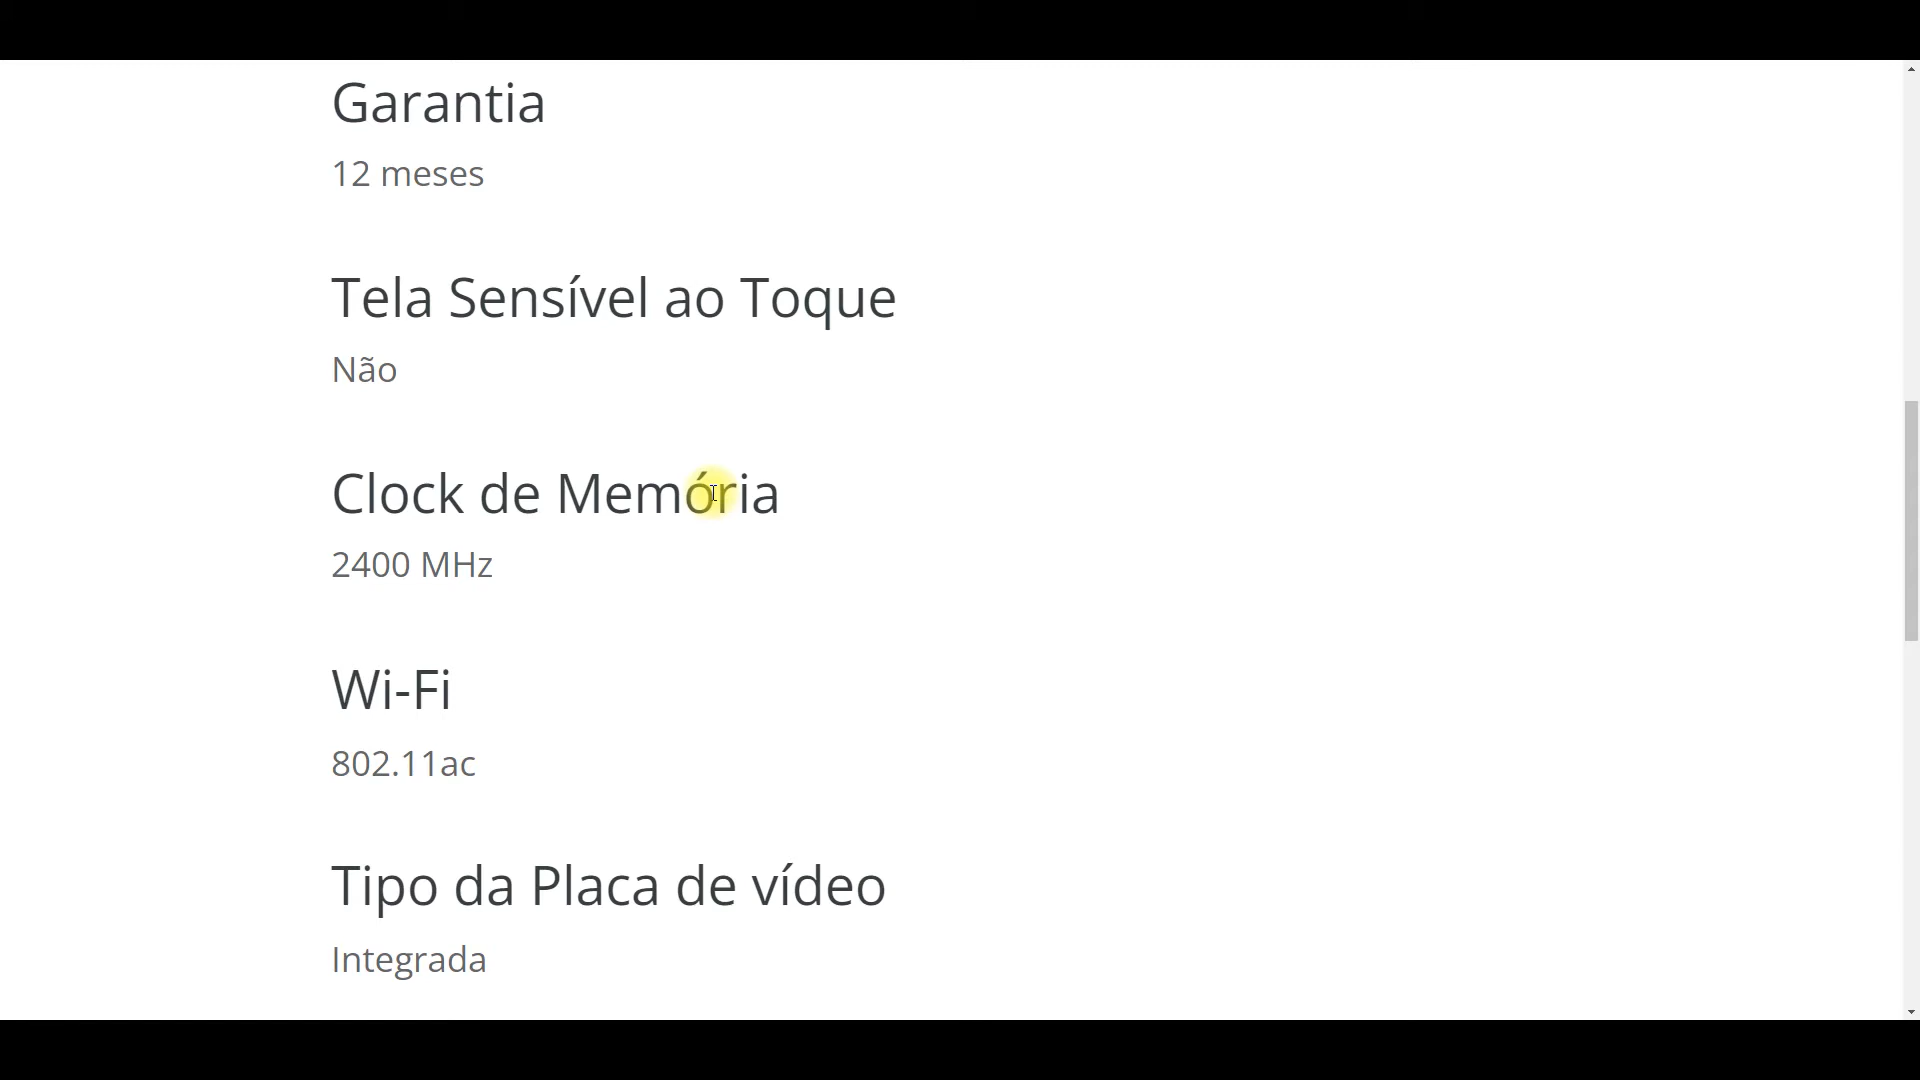 Garantia
12 meses
Tela Sensível ao Toque
Não
Clock de Memória
2400 MHz
Wi-Fi
802.11ac
Tipo da Placa de vídeo
Integrada